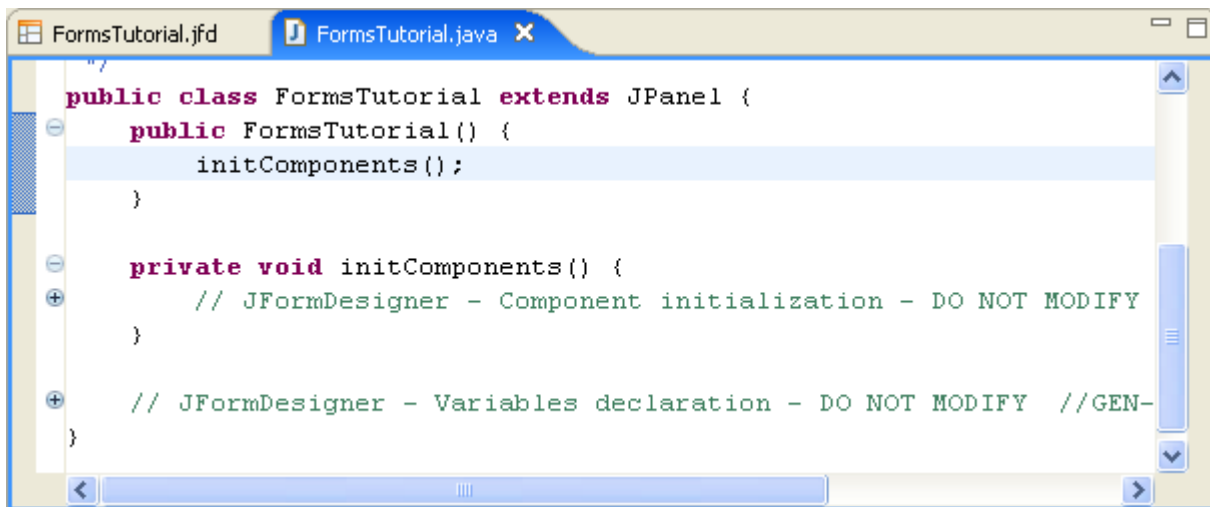 FormsTutorial.jfd FormsTutorial.java
*/
public class FormsTutorial extends JPanel {
public FormsTutorial() {
initComponents();
}
private void initComponents() {
// JFormDesigner - Component initialization - DO NOT MODIFY
}
// JFormDesigner - Variables declaration - DO NOT MODIFY //GEN-
}